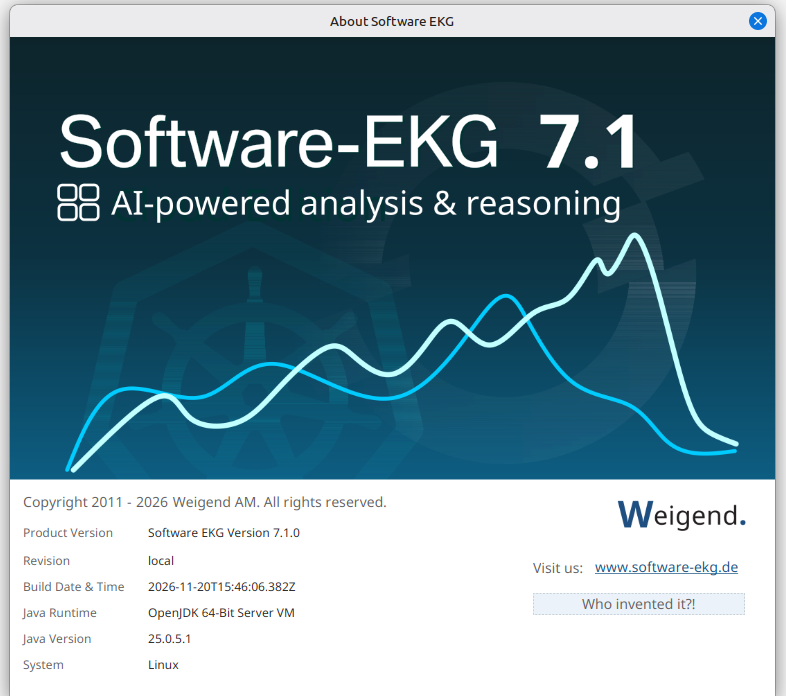 About Software EKG
Software-EKG 7.1
AI-powered analysis & reasoning
Copyright 2011 - 2026 Weigend AM. All rights reserved.
Weigend.
Product Version Software EKG Version 7.1.0
Revision local
Visit us: www.software-ekg.de
Build Date & Time 2026-11-20T15:46:06.382Z
Who invented it?!
Java Runtime OpenJDK 64-Bit Server VM
Java Version 25.0.5.1
System Linux